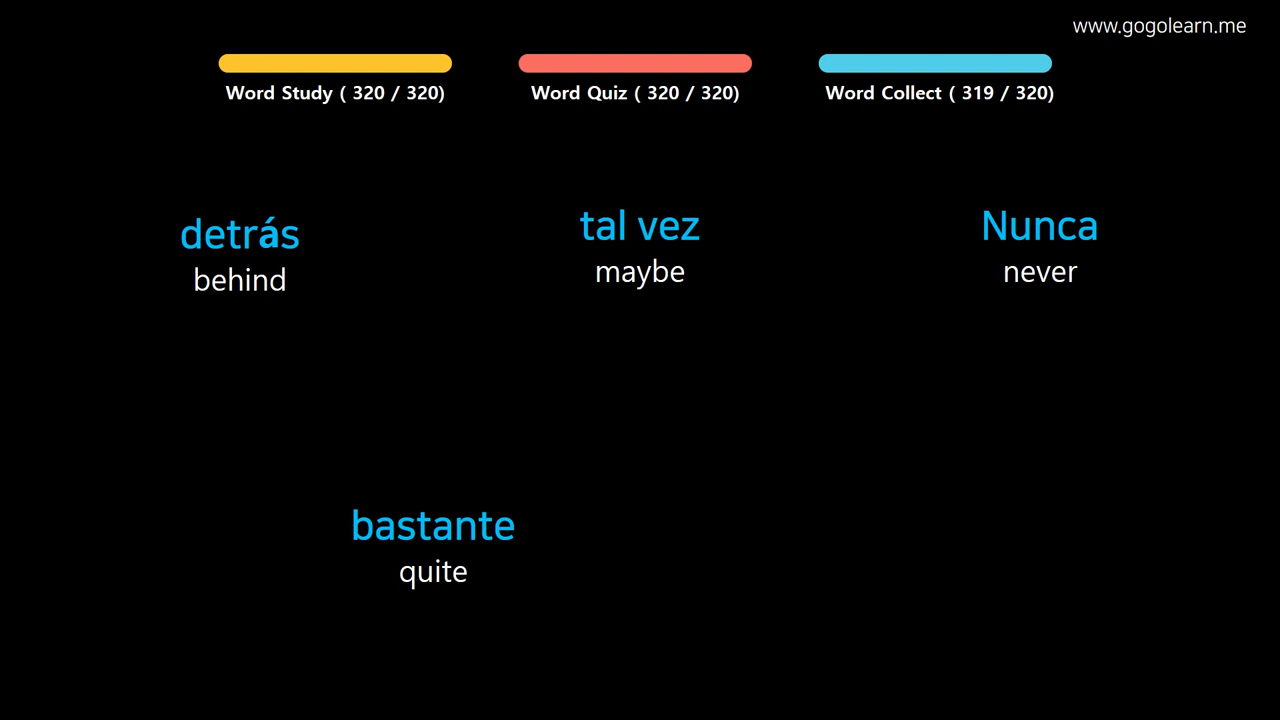 www.gogolearn.me
Word Study ( 320 / 320)
Word Quiz ( 320 / 320)
Word Collect ( 319 / 320)
detrás
behind
tal vez
maybe
Nunca
never
bastante
quite